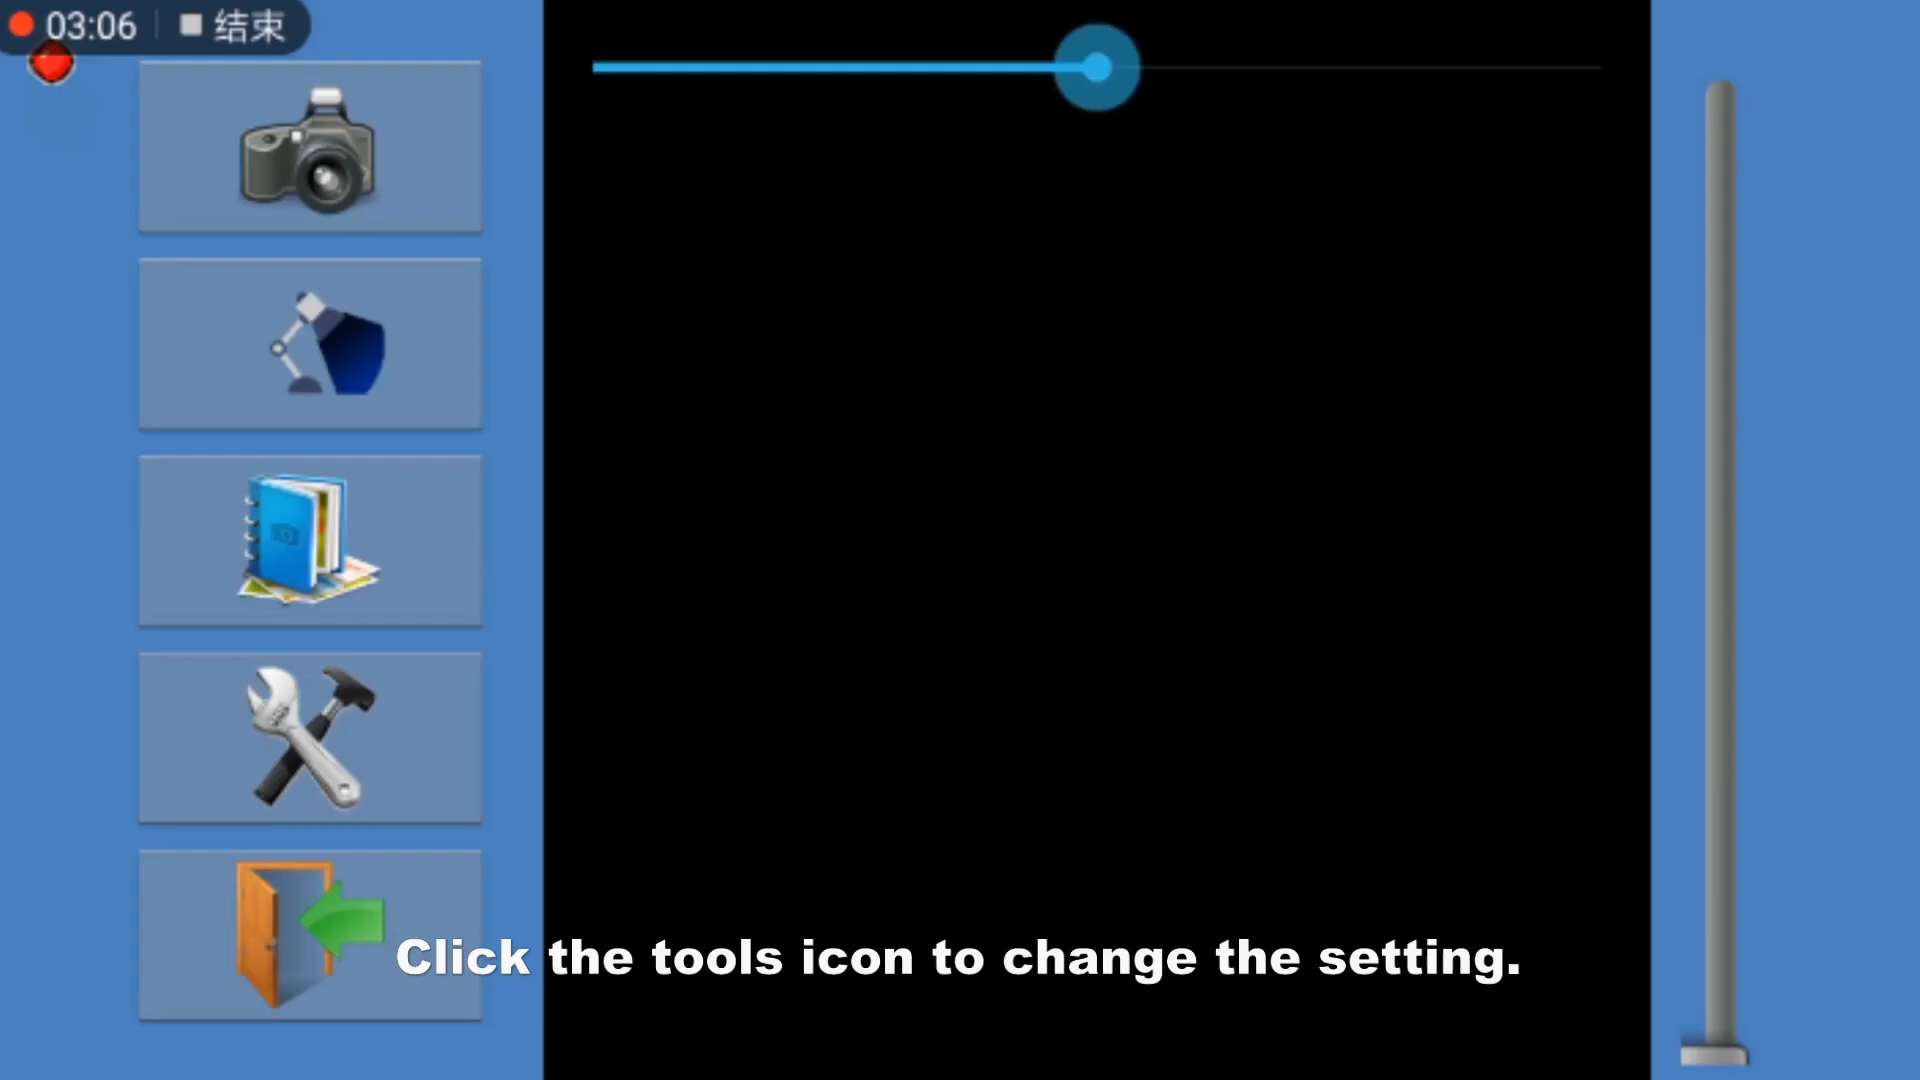 03:06 结束
Click the tools icon to change the setting.